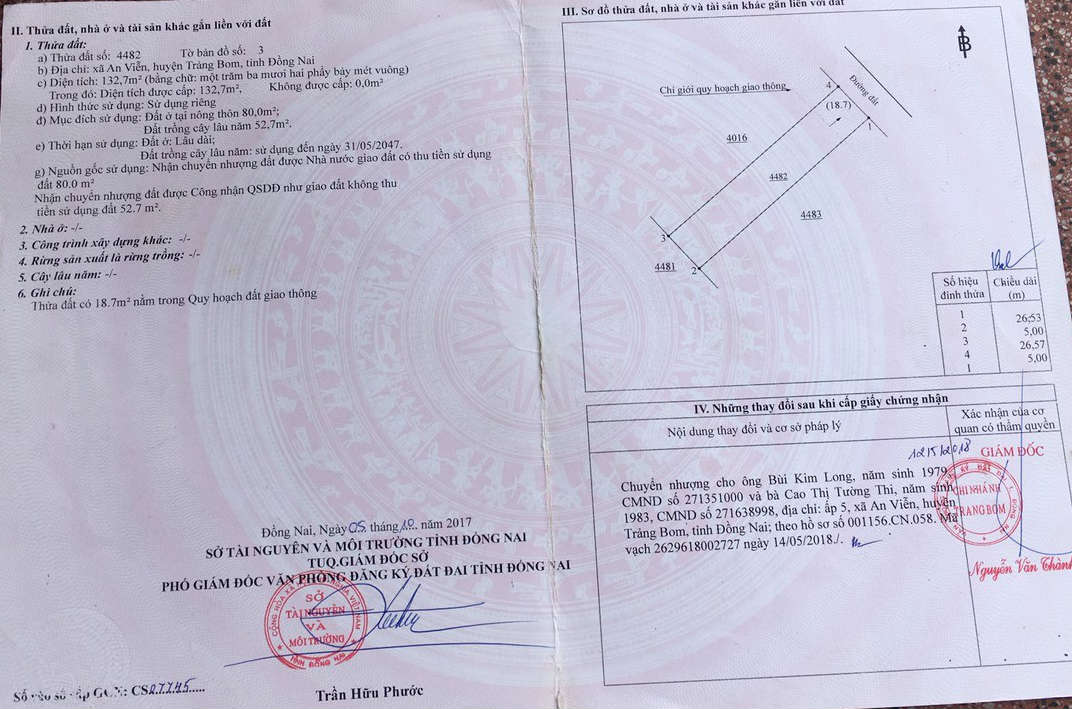 II. Thửa đất, nhà ở và tài sản khác gắn liền với đất
1. Thửa đất:
a) Thửa đất số: 4482 Tờ bản đồ số: 3
b) Địa chỉ: xã An Viễn, huyện Trảng Bom, tỉnh Đồng Nai
c) Diện tích: 132,7m² (bằng chữ: một trăm ba mươi hai phẩy bảy mét vuông)
Trong đó: Diện tích được cấp: 132,7m², Không được cấp: 0,0m²
d) Hình thức sử dụng: Sử dụng riêng
đ) Mục đích sử dụng: Đất ở tại nông thôn 80,0m²;
Đất trồng cây lâu năm 52,7m².
e) Thời hạn sử dụng: Đất ở: Lâu dài;
Đất trồng cây lâu năm: sử dụng đến ngày 31/05/2047.
g) Nguồn gốc sử dụng: Nhận chuyển nhượng đất được Nhà nước giao đất có thu tiền sử dụng
đất 80.0 m²
Nhận chuyển nhượng đất được Công nhận QSDĐ như giao đất không thu
tiền sử dụng đất 52.7 m².
2. Nhà ở: -/-
3. Công trình xây dựng khác: -/-
4. Rừng sản xuất là rừng trồng: -/-
5. Cây lâu năm: -/-
6. Ghi chú:
Thửa đất có 18.7m² nằm trong Quy hoạch đất giao thông
Đồng Nai, Ngày 05 tháng 10 năm 2017
SỞ TÀI NGUYÊN VÀ MÔI TRƯỜNG TỈNH ĐỒNG NAI
TUQ.GIÁM ĐỐC SỞ
PHÓ GIÁM ĐỐC VĂN PHÒNG ĐĂNG KÝ ĐẤT ĐAI TỈNH ĐỒNG NAI
SỞ
TÀI NGUYÊN
VÀ
MÔI TRƯỜNG
TỈNH ĐỒNG NAI
Trần Hữu Phước
Số vào sổ cấp GCN: CS07745
III. Sơ đồ thửa đất, nhà ở và tài sản khác gắn liền với đất
B
Đường đất
Chỉ giới quy hoạch giao thông
4
(18.7)
1
4016
4482
4483
3
4481
2
Số hiệu đỉnh thửa Chiều dài (m)
1
26,53
2
5,00
3
26,57
4
5,00
1
IV. Những thay đổi sau khi cấp giấy chứng nhận
Nội dung thay đổi và cơ sở pháp lý
Xác nhận của cơ
quan có thẩm quyền
GIÁM ĐỐC
Chuyển nhượng cho ông Bùi Kim Long, năm sinh 1979,
CMND số 271351000 và bà Cao Thị Tường Thi, năm sinh
1983, CMND số 271638998, địa chỉ: ấp 5, xã An Viễn, huyện
Trảng Bom, tỉnh Đồng Nai; theo hồ sơ số 001156.CN.058. Mã
vạch 2629618002727 ngày 14/05/2018./.
CHI NHÁNH
TRẢNG BOM
Nguyễn Văn Thành